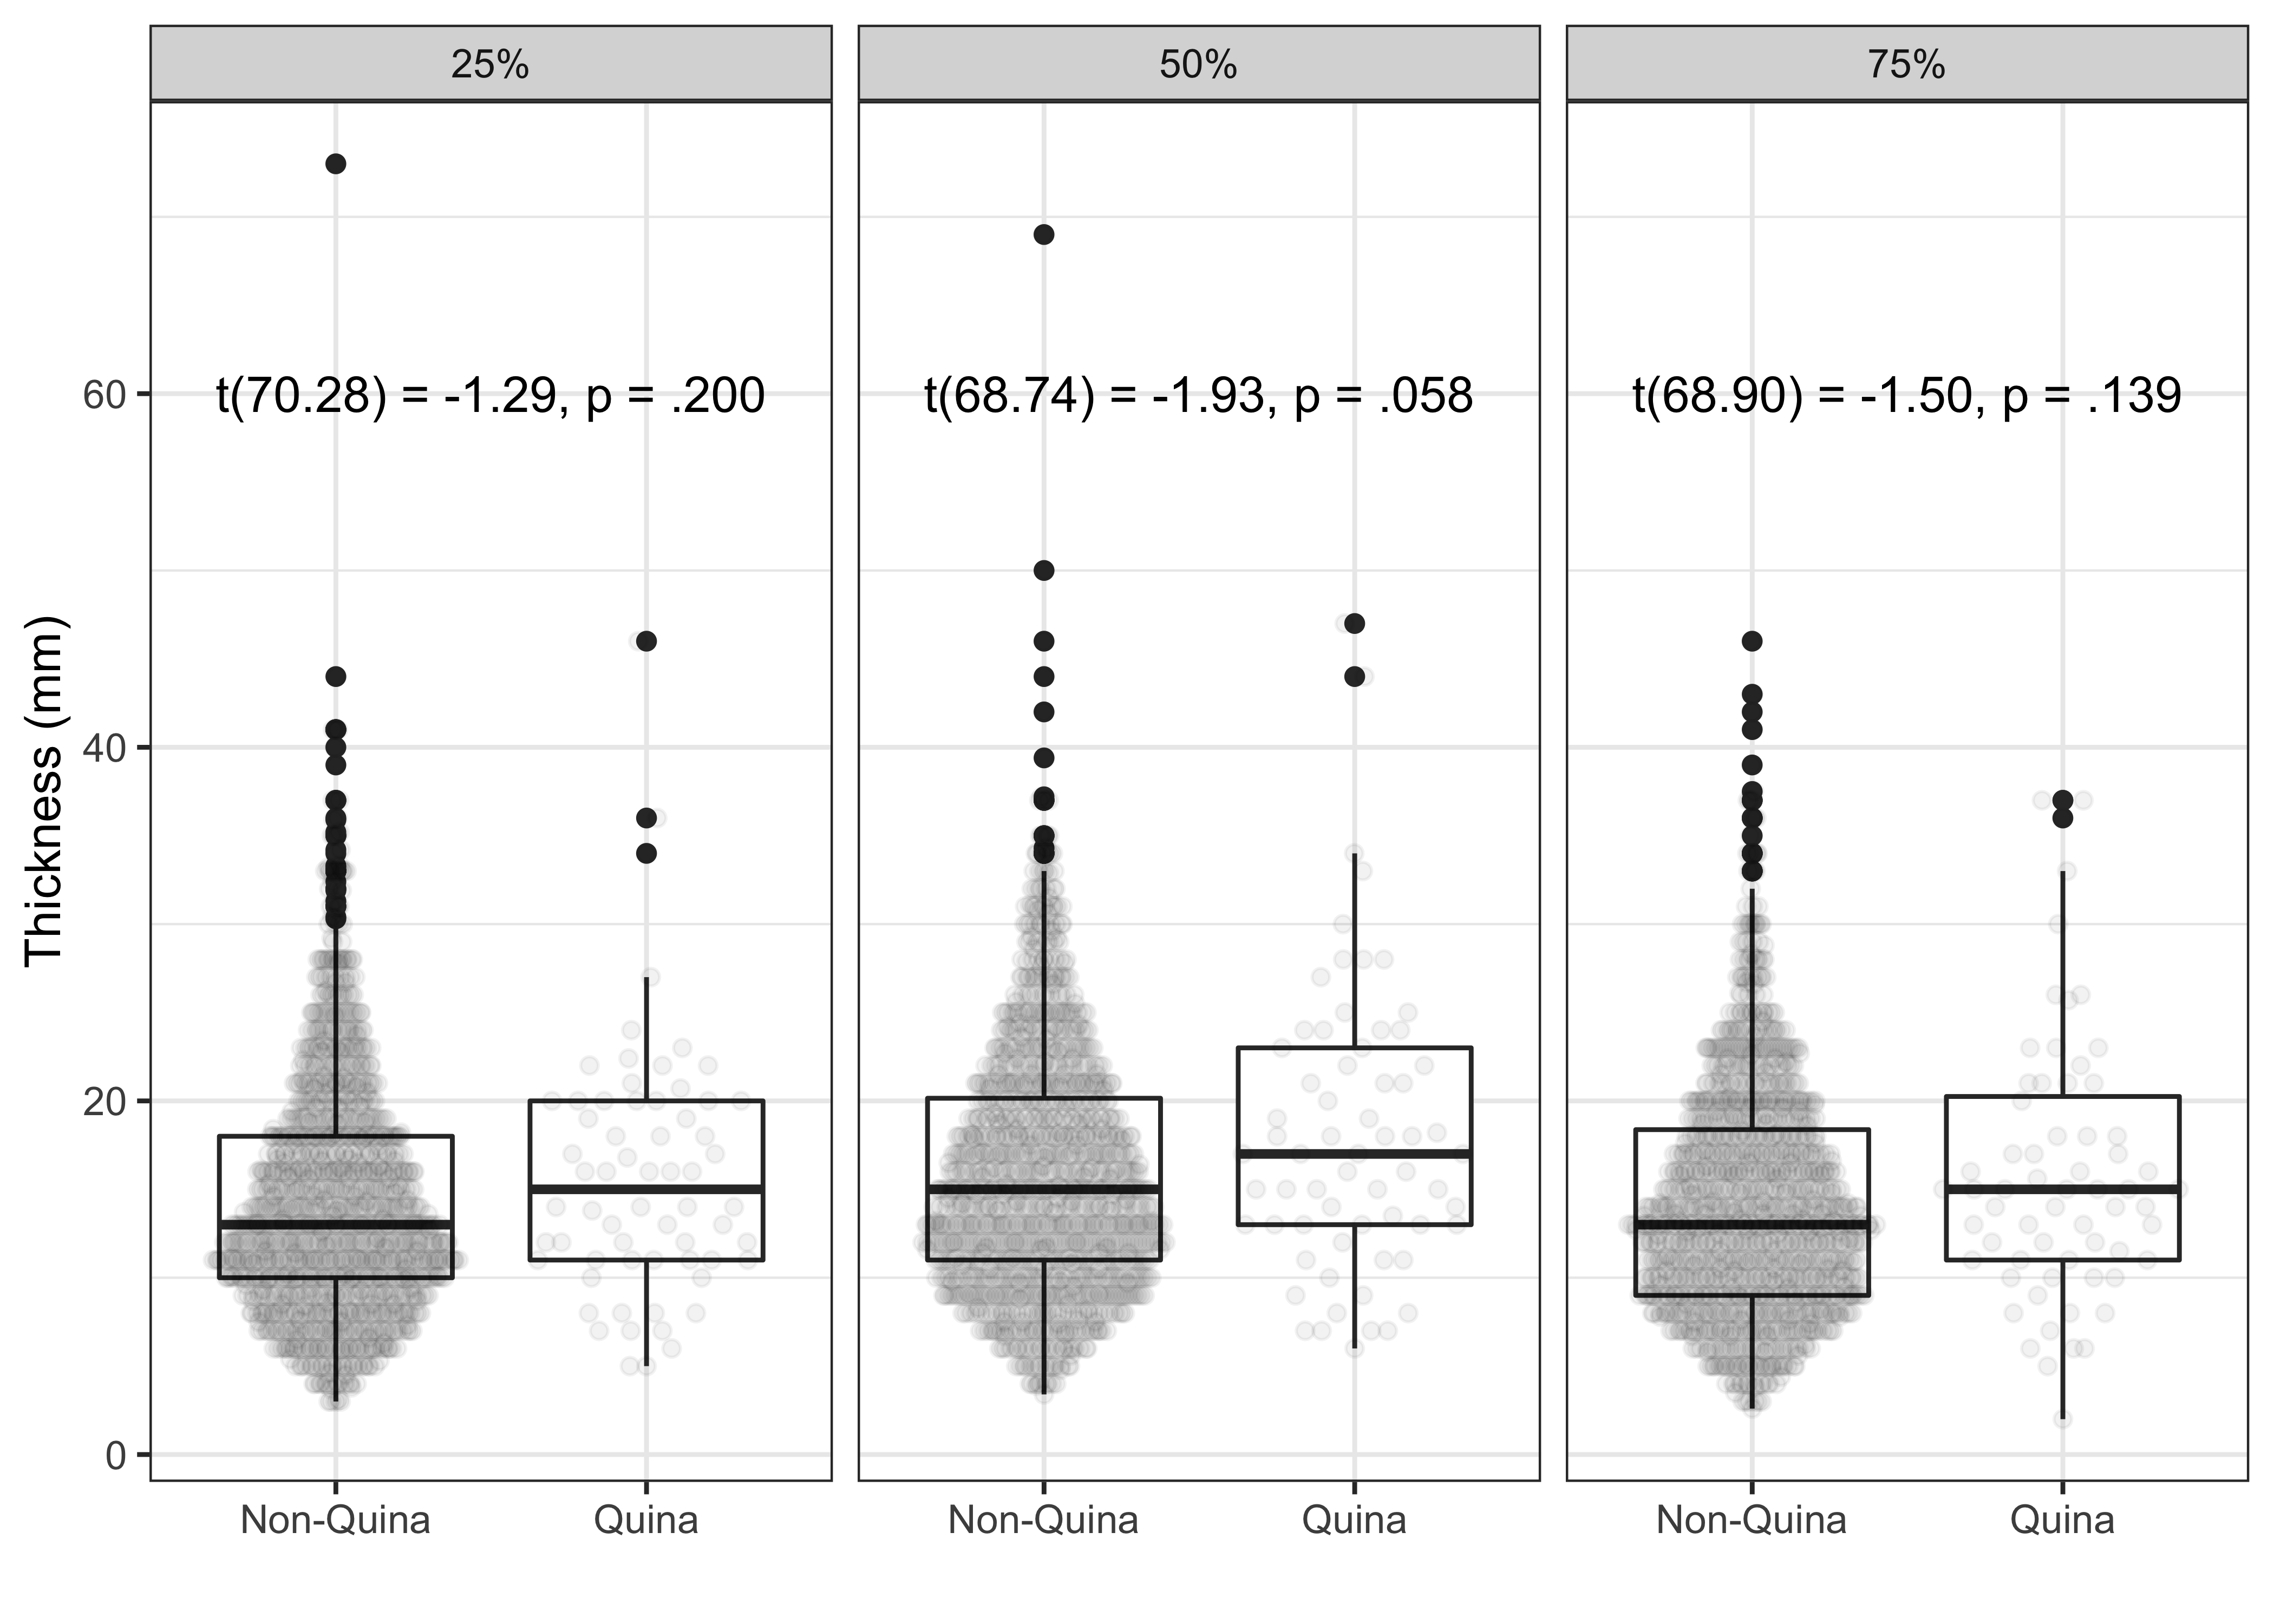 25%
50%
75%
t(70.28) = -1.29, p = .200
t(68.74) = -1.93, p = .058
t(68.90) = -1.50, p = .139
Thickness (mm)
60
40
20
0
Non-Quina
Quina
Non-Quina
Quina
Non-Quina
Quina